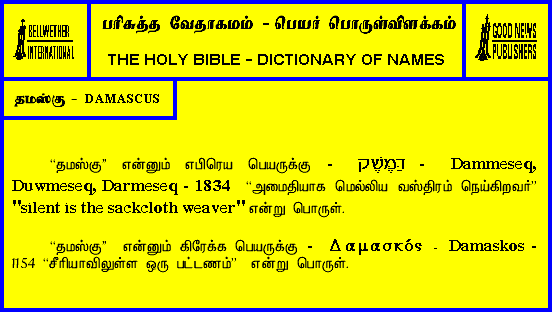 BELLWETHER
INTERNATIONAL
பரிசுத்த வேதாகமம் - பெயர் பொருள்விளக்கம்
THE HOLY BIBLE - DICTIONARY OF NAMES
GOOD NEWS
PUBLISHERS
தமஸ்கு - DAMASCUS
“தமஸ்கு” என்னும் எபிரெய பெயருக்கு - דַּמֶּשֶׂק - Dammeseq,
Duwmeseq, Darmeseq - 1834 “அமைதியாக மெல்லிய வஸ்திரம் நெய்கிறவர்”
"silent is the sackcloth weaver" என்று பொருள்.
“தமஸ்கு” என்னும் கிரேக்க பெயருக்கு - Δαμασκός - Damaskos -
1154 “சீரியாவிலுள்ள ஒரு பட்டணம்” என்று பொருள்.